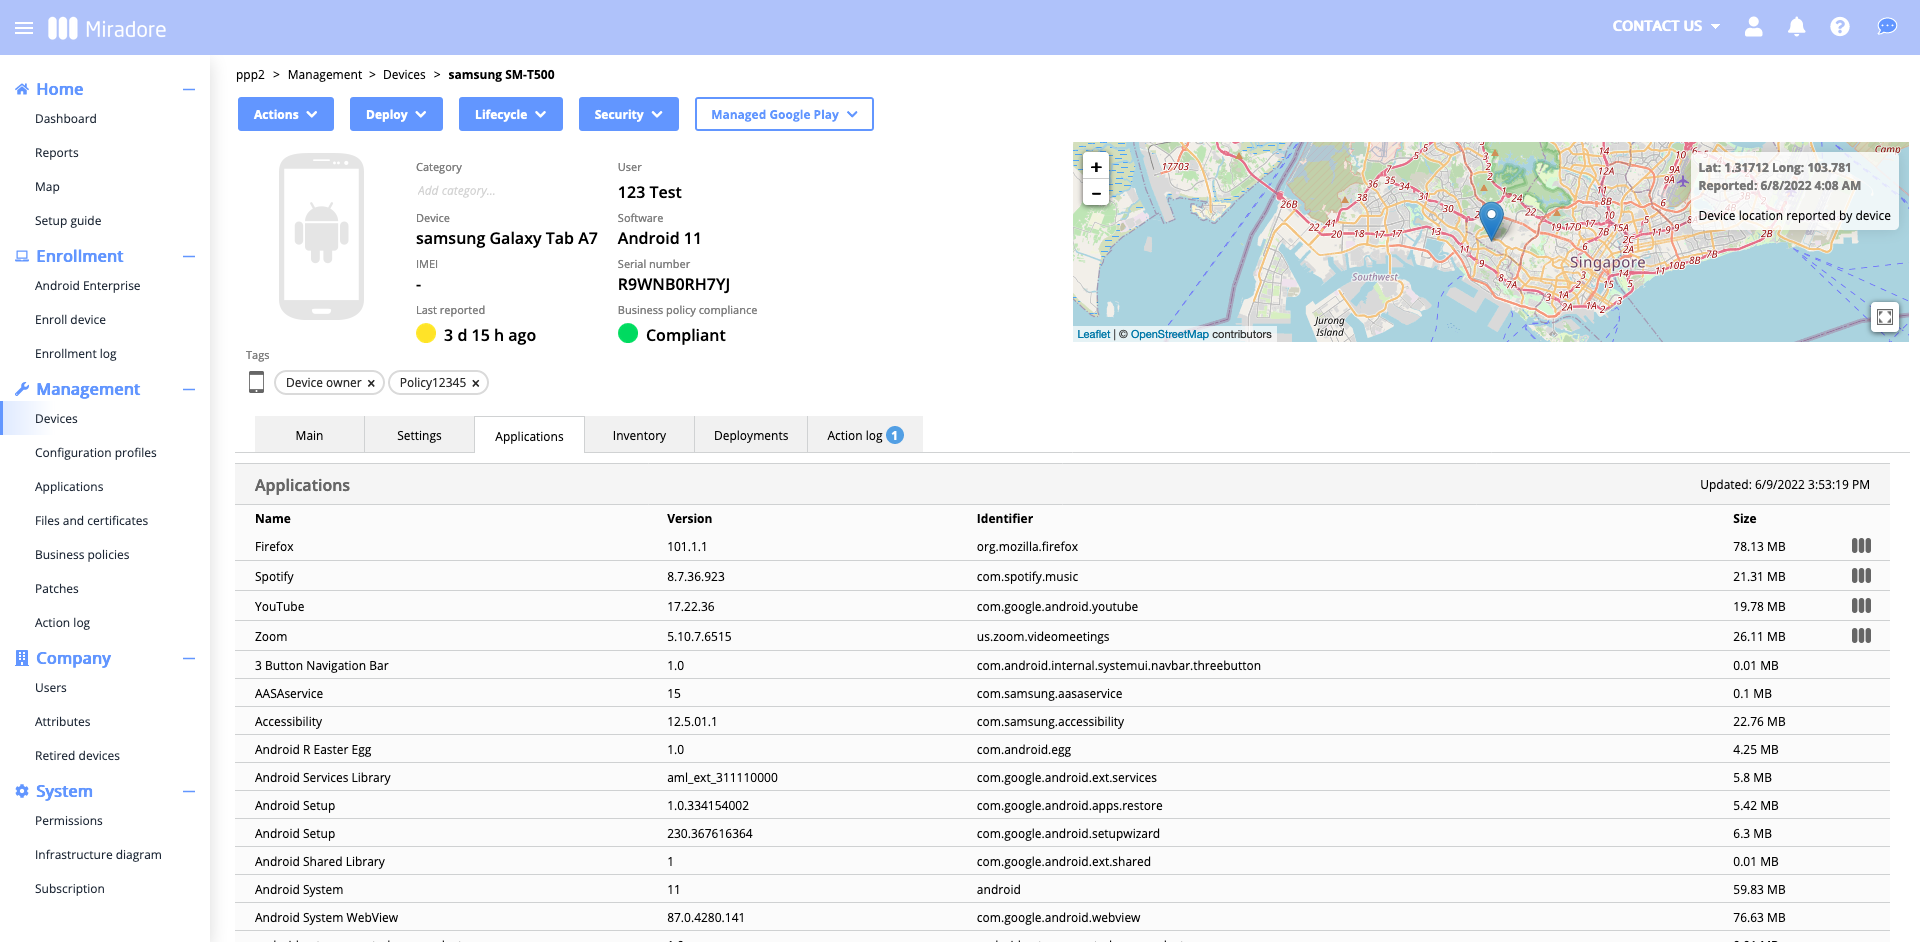 Miradore
CONTACT US
Home
Dashboard
Reports
Map
Setup guide
Enrollment
Android Enterprise
Enroll device
Enrollment log
Management
Devices
Configuration profiles
Applications
Files and certificates
Business policies
Patches
Action log
Company
Users
Attributes
Retired devices
System
Permissions
Infrastructure diagram
Subscription
ppp2 > Management > Devices > samsung SM-T500
Actions Deploy Lifecycle Security Managed Google Play
Category User
Add category... 123 Test
Device Software
samsung Galaxy Tab A7 Android 11
IMEI Serial number
- R9WNB0RH7YJ
Last reported Business policy compliance
3 d 15 h ago Compliant
Tags
Device owner × Policy12345 ×
+
−
Lat: 1.31712 Long: 103.781
Reported: 6/8/2022 4:08 AM
Device location reported by device
Singapore
Southwest
Jurong
Island
Leaflet | © OpenStreetMap contributors
Main Settings Applications Inventory Deployments Action log 1
Applications Updated: 6/9/2022 3:53:19 PM
Name Version Identifier Size
Firefox 101.1.1 org.mozilla.firefox 78.13 MB
Spotify 8.7.36.923 com.spotify.music 21.31 MB
YouTube 17.22.36 com.google.android.youtube 19.78 MB
Zoom 5.10.7.6515 us.zoom.videomeetings 26.11 MB
3 Button Navigation Bar 1.0 com.android.internal.systemui.navbar.threebutton 0.01 MB
AASAservice 15 com.samsung.aasaservice 0.1 MB
Accessibility 12.5.01.1 com.samsung.accessibility 22.76 MB
Android R Easter Egg 1.0 com.android.egg 4.25 MB
Android Services Library aml_ext_311110000 com.google.android.ext.services 5.8 MB
Android Setup 1.0.334154002 com.google.android.apps.restore 5.42 MB
Android Setup 230.367616364 com.google.android.setupwizard 6.3 MB
Android Shared Library 1 com.google.android.ext.shared 0.01 MB
Android System 11 android 59.83 MB
Android System WebView 87.0.4280.141 com.google.android.webview 76.63 MB